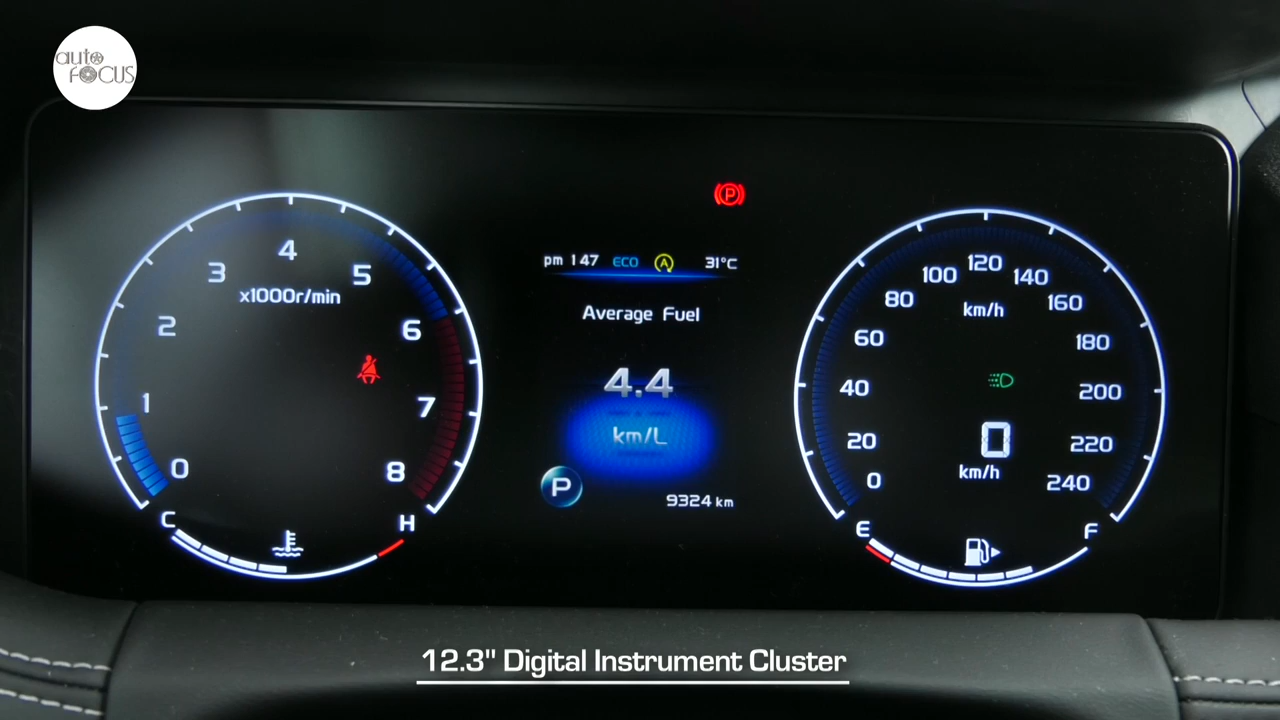 auto
FOCUS
P
pm 1 47 ECO A 31°C
Average Fuel
4.4
km/L
P
9324 km
0
1
2
3
4
5
6
7
8
x1000r/min
C
H
0
20
40
60
80
100
120
140
160
180
200
220
240
km/h
0
km/h
E
F
12.3" Digital Instrument Cluster